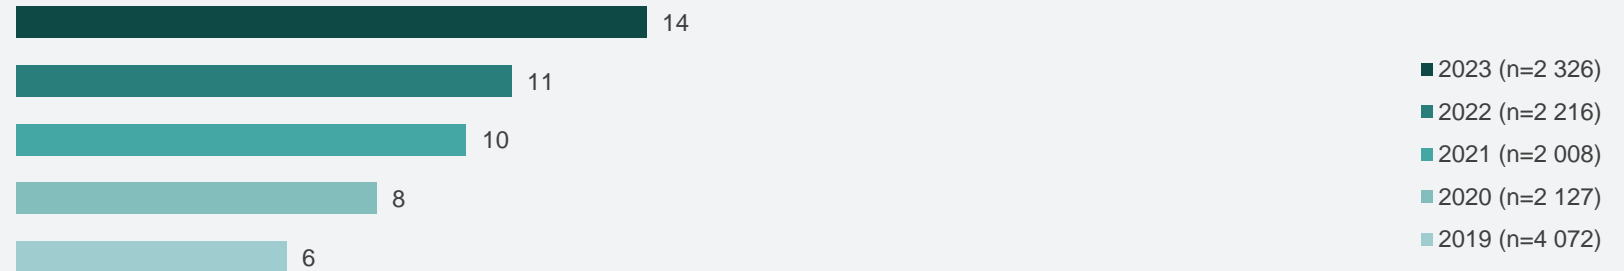 14
11
10
8
6
2023 (n=2 326)
2022 (n=2 216)
2021 (n=2 008)
2020 (n=2 127)
2019 (n=4 072)